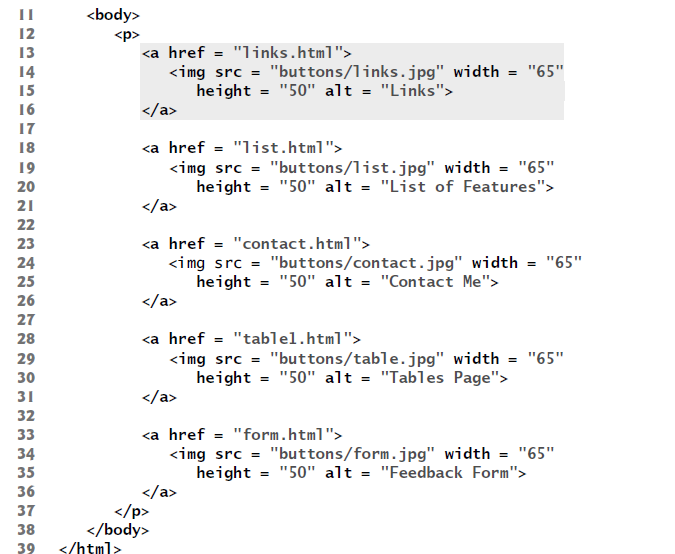 11 <body>
12 <p>
13 <a href = "links.html">
14 <img src = "buttons/links.jpg" width = "65"
15 height = "50" alt = "Links">
16 </a>
17
18 <a href = "list.html">
19 <img src = "buttons/list.jpg" width = "65"
20 height = "50" alt = "List of Features">
21 </a>
22
23 <a href = "contact.html">
24 <img src = "buttons/contact.jpg" width = "65"
25 height = "50" alt = "Contact Me">
26 </a>
27
28 <a href = "table1.html">
29 <img src = "buttons/table.jpg" width = "65"
30 height = "50" alt = "Tables Page">
31 </a>
32
33 <a href = "form.html">
34 <img src = "buttons/form.jpg" width = "65"
35 height = "50" alt = "Feedback Form">
36 </a>
37 </p>
38 </body>
39 </html>